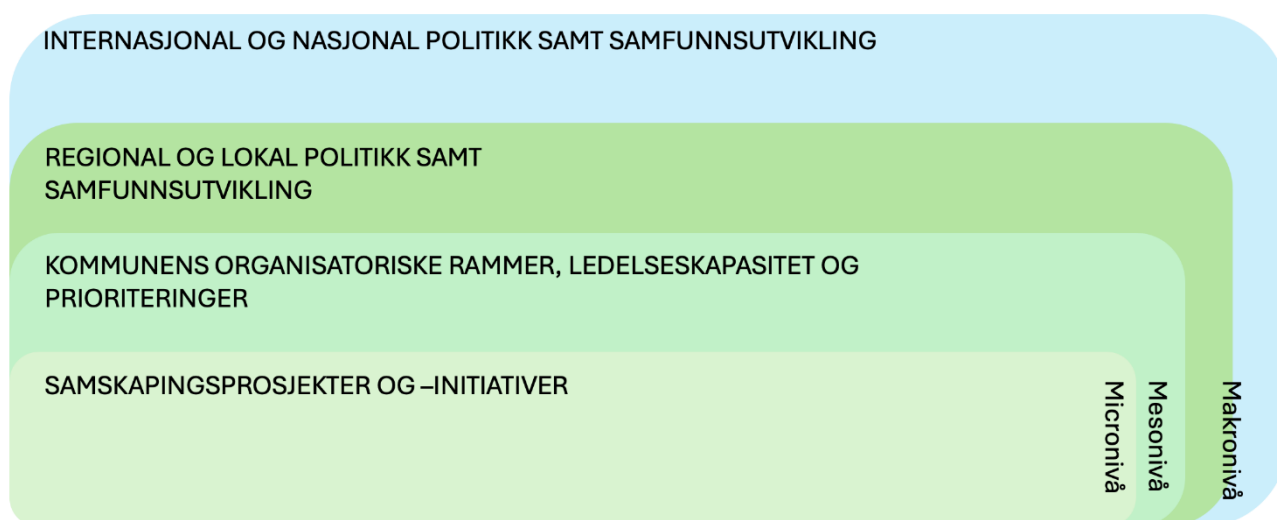 INTERNASJONAL OG NASJONAL POLITIKK SAMT SAMFUNNSUTVIKLING
REGIONAL OG LOKAL POLITIKK SAMT
SAMFUNNSUTVIKLING
KOMMUNENS ORGANISATORISKE RAMMER, LEDELSESKAPASITET OG
PRIORITERINGER
SAMSKAPINGSPROSJEKTER OG –INITIATIVER
Micronivå
Mesonivå
Makronivå